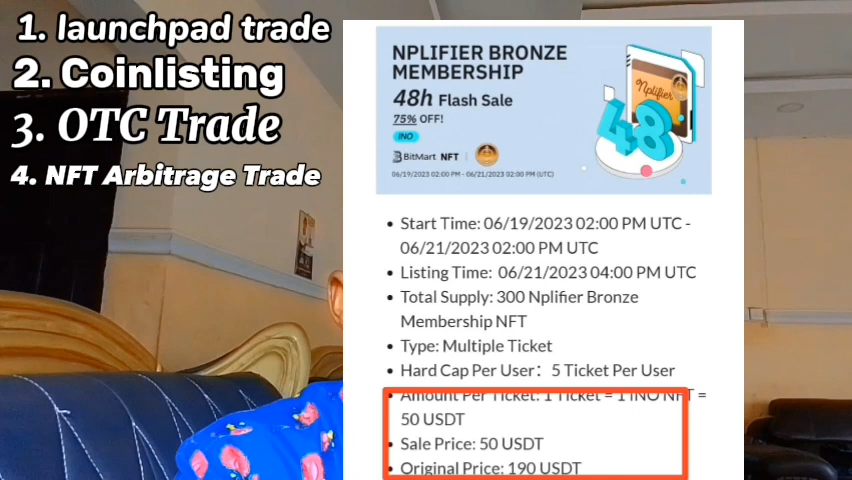 1. launchpad trade
2. Coinlisting
3. OTC Trade
4. NFT Arbitrage Trade
NPLIFIER BRONZE
MEMBERSHIP
48h Flash Sale
75% OFF!
INO
BitMart NFT
06/19/2023 02:00 PM - 06/21/2023 02:00 PM (UTC)
Nplifier
48
• Start Time: 06/19/2023 02:00 PM UTC -
06/21/2023 02:00 PM UTC
• Listing Time: 06/21/2023 04:00 PM UTC
• Total Supply: 300 Nplifier Bronze
Membership NFT
• Type: Multiple Ticket
• Hard Cap Per User: 5 Ticket Per User
• Amount Per Ticket: 1 Ticket = 1 INO NFT =
50 USDT
• Sale Price: 50 USDT
• Original Price: 190 USDT